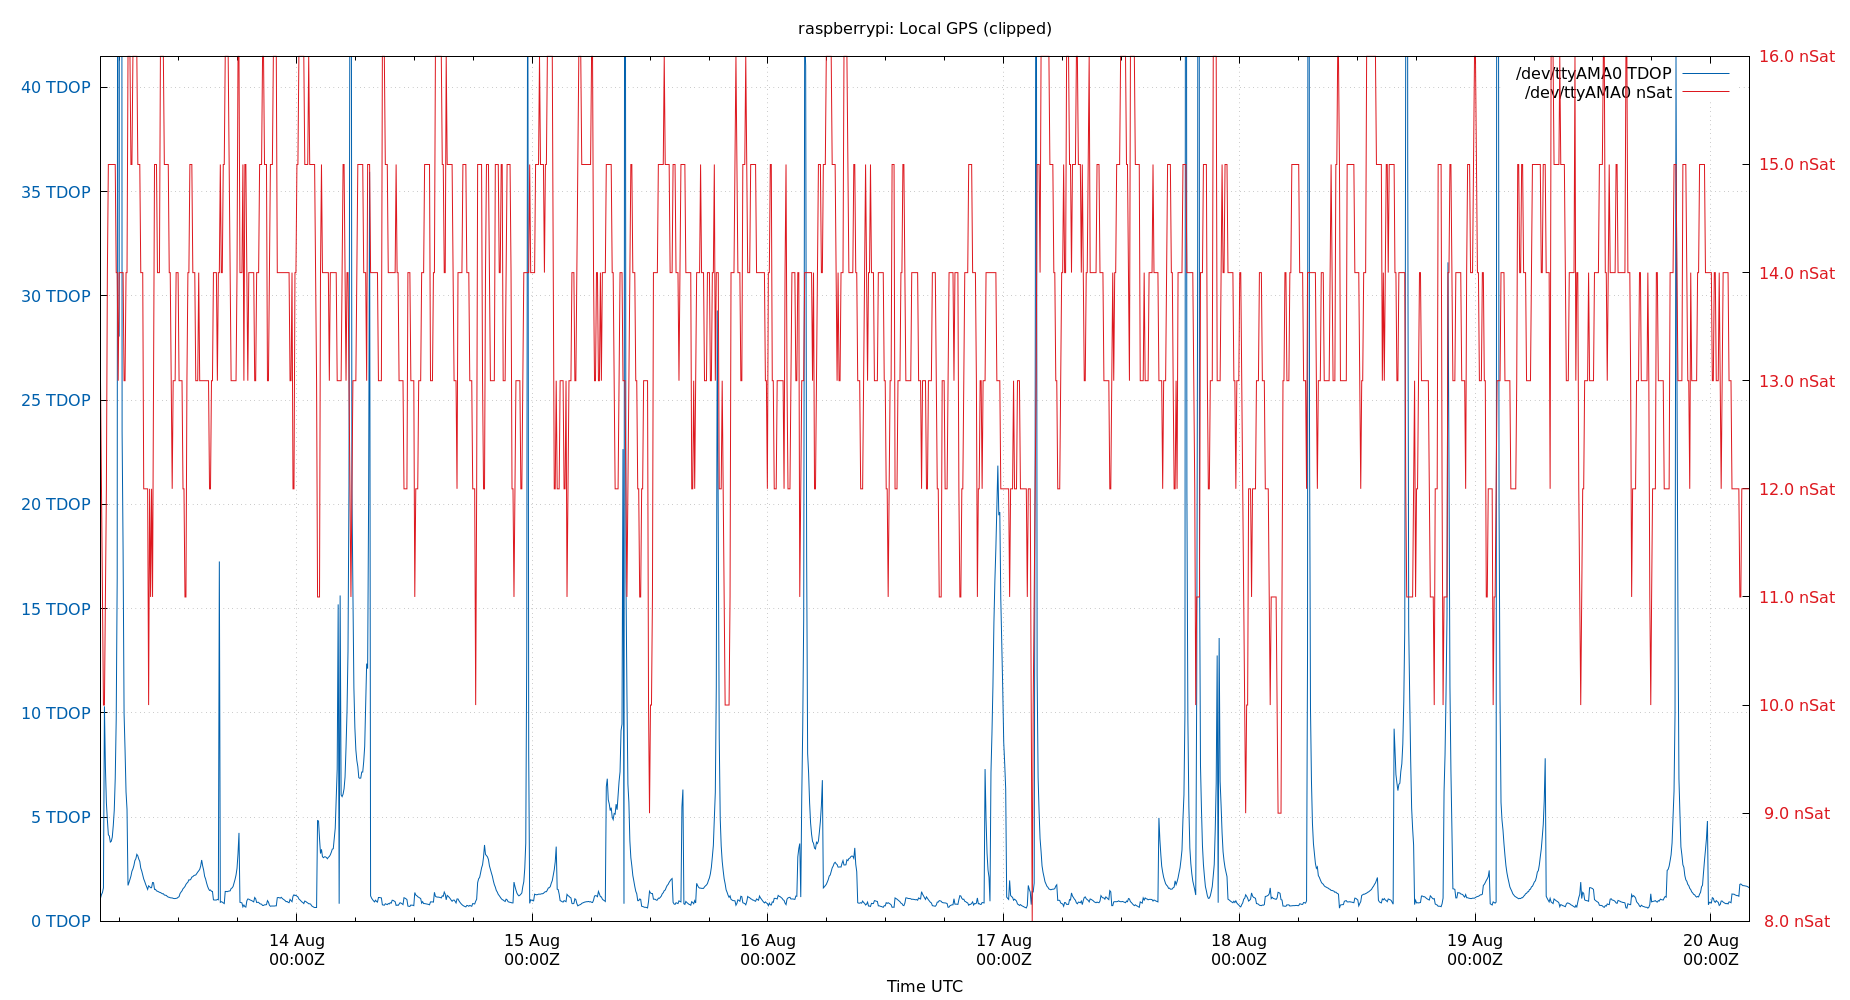 raspberrypi: Local GPS (clipped)
/dev/ttyAMA0 TDOP
/dev/ttyAMA0 nSat
40 TDOP
35 TDOP
30 TDOP
25 TDOP
20 TDOP
15 TDOP
10 TDOP
5 TDOP
0 TDOP
16.0 nSat
15.0 nSat
14.0 nSat
13.0 nSat
12.0 nSat
11.0 nSat
10.0 nSat
9.0 nSat
8.0 nSat
14 Aug
00:00Z
15 Aug
00:00Z
16 Aug
00:00Z
17 Aug
00:00Z
18 Aug
00:00Z
19 Aug
00:00Z
20 Aug
00:00Z
Time UTC